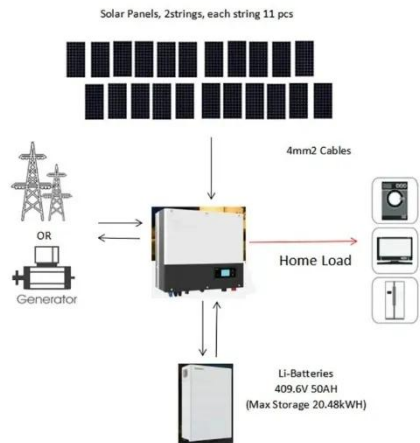 Solar Panels, 2strings, each string 11 pcs
4mm2 Cables
OR
Generator
Home Load
Li-Batteries
409.6V 50AH
(Max Storage 20.48kWH)